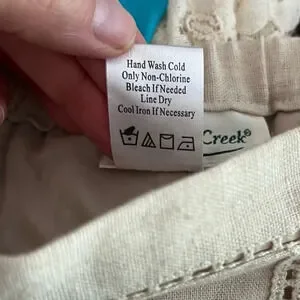 Hand Wash Cold
Only Non-Chlorine
Bleach If Needed
Line Dry
Cool Iron If Necessary
Creek®